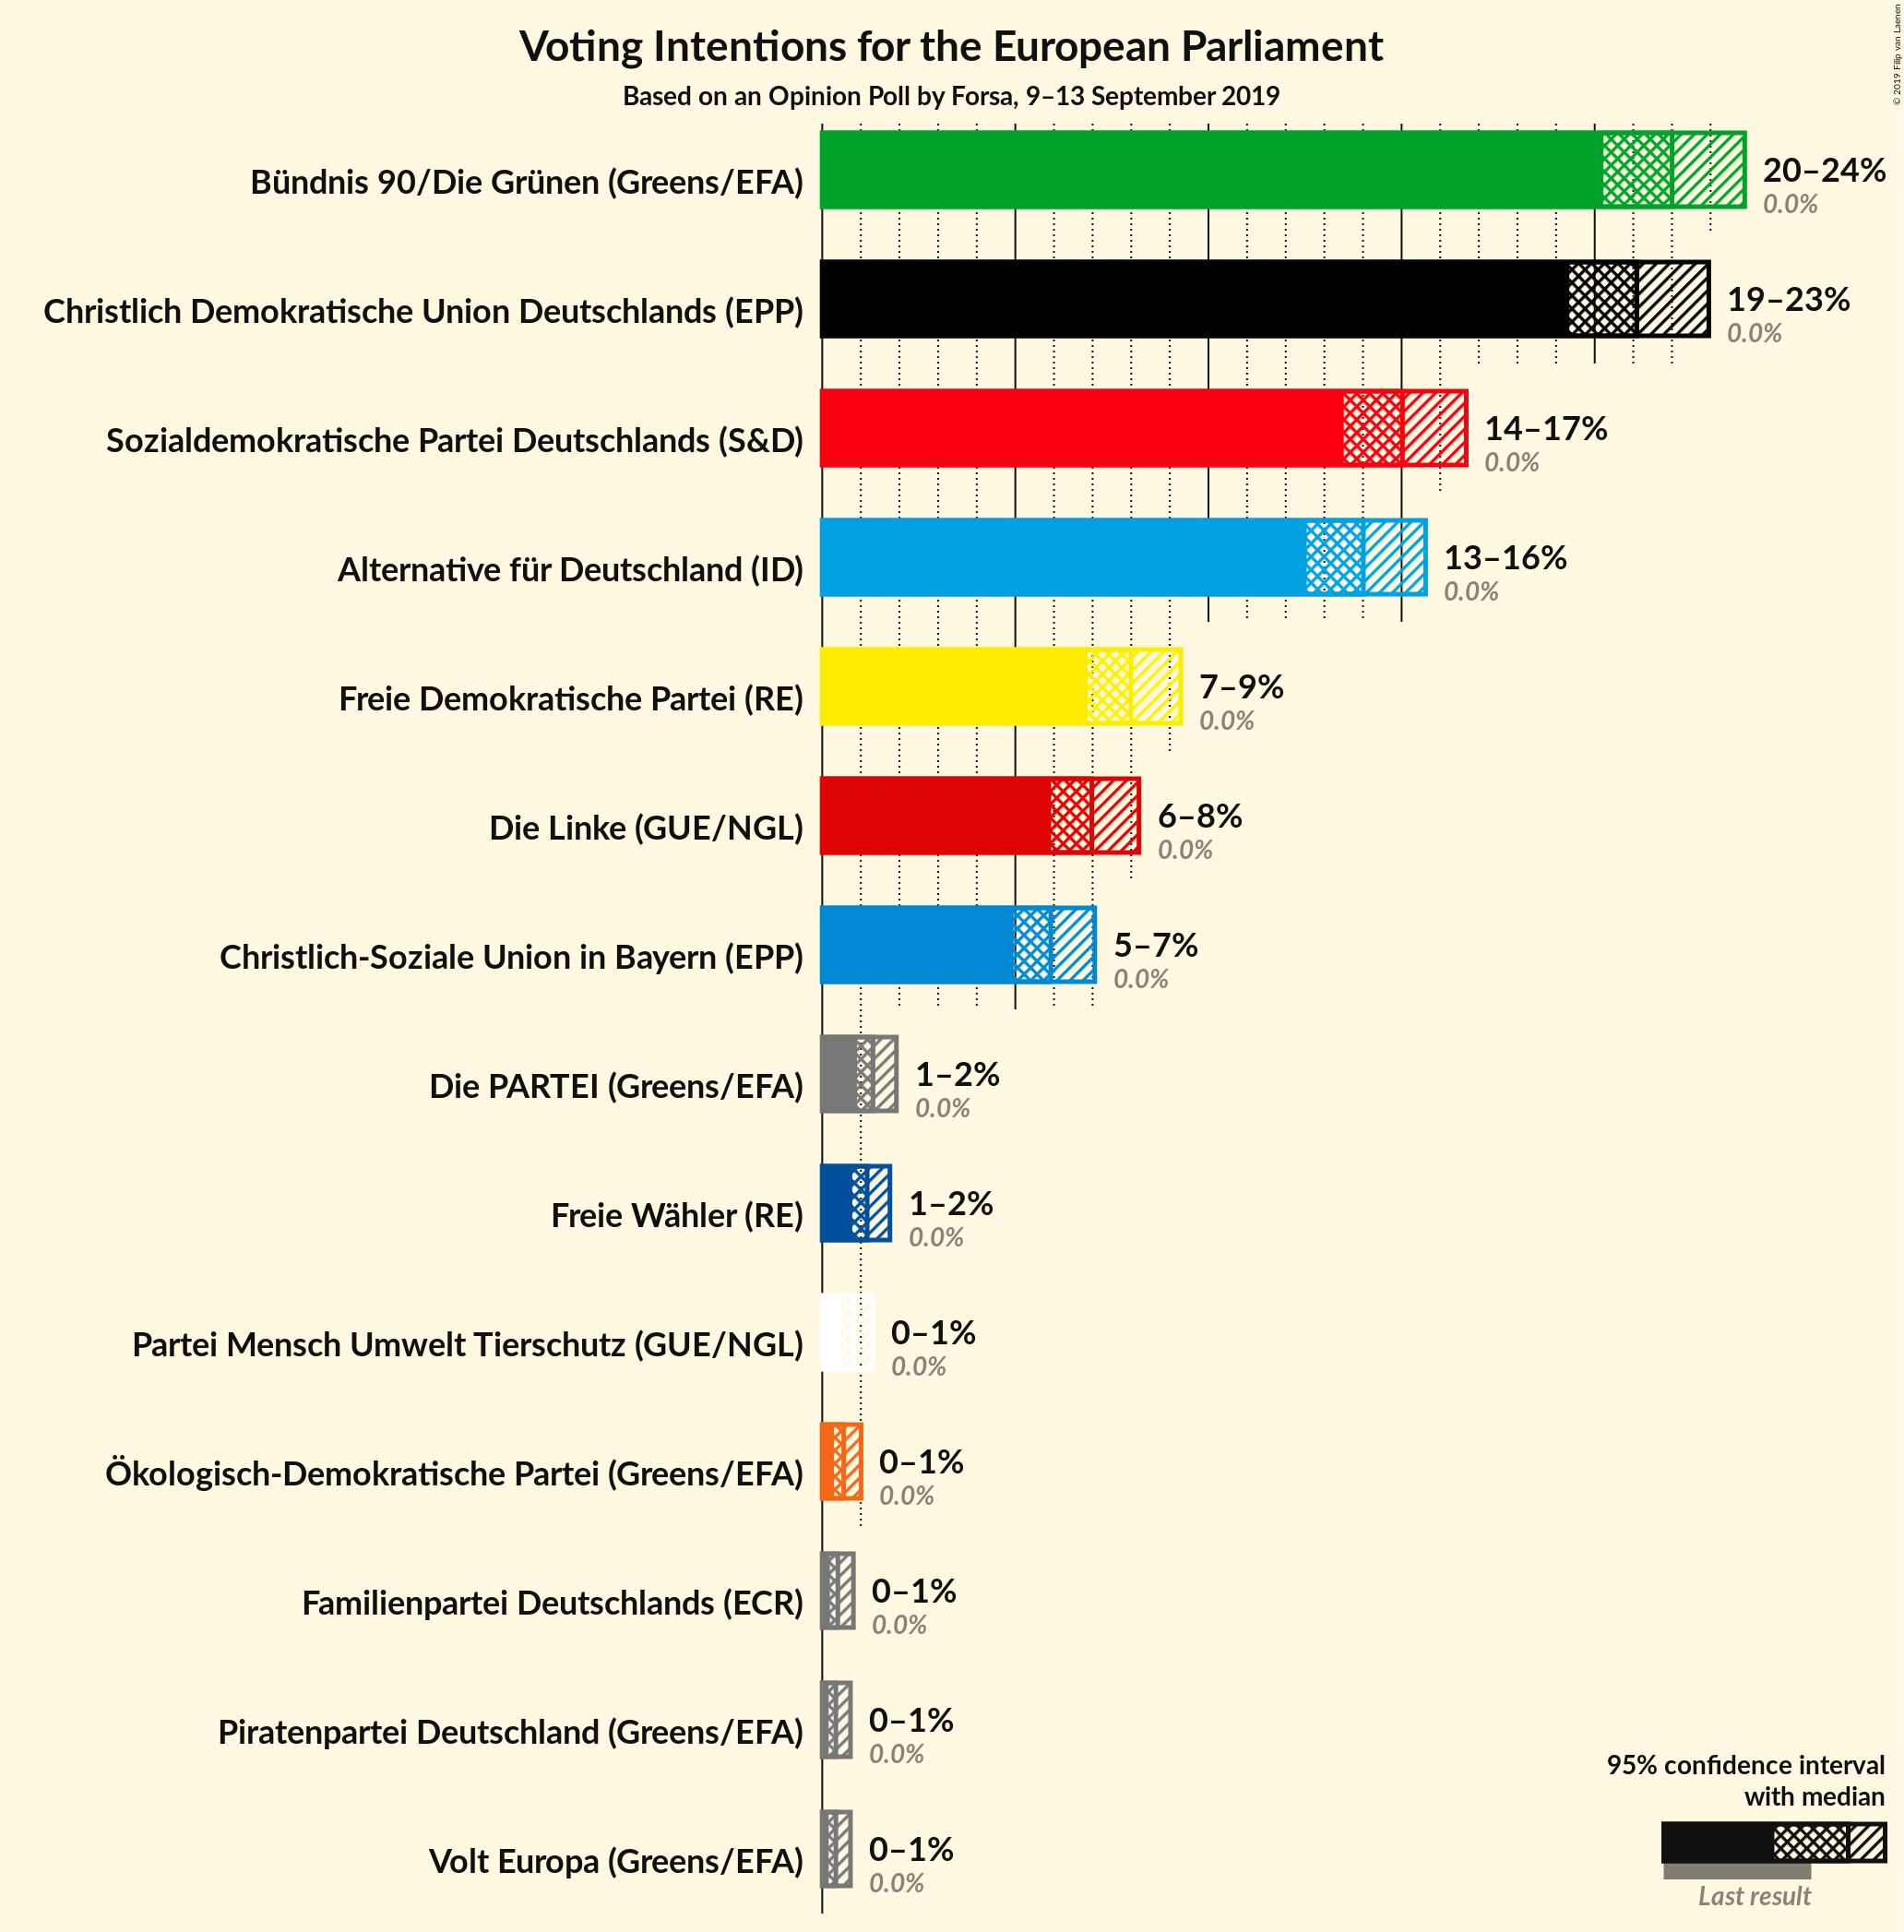 Voting Intentions for the European Parliament
Based on an Opinion Poll by Forsa, 9–13 September 2019
© 2019 Filip van Laenen
Bündnis 90/Die Grünen (Greens/EFA)
20–24%
0.0%
Christlich Demokratische Union Deutschlands (EPP)
19–23%
0.0%
Sozialdemokratische Partei Deutschlands (S&D)
14–17%
0.0%
Alternative für Deutschland (ID)
13–16%
0.0%
Freie Demokratische Partei (RE)
7–9%
0.0%
Die Linke (GUE/NGL)
6–8%
0.0%
Christlich-Soziale Union in Bayern (EPP)
5–7%
0.0%
Die PARTEI (Greens/EFA)
1–2%
0.0%
Freie Wähler (RE)
1–2%
0.0%
Partei Mensch Umwelt Tierschutz (GUE/NGL)
0–1%
0.0%
Ökologisch-Demokratische Partei (Greens/EFA)
0–1%
0.0%
Familienpartei Deutschlands (ECR)
0–1%
0.0%
Piratenpartei Deutschland (Greens/EFA)
0–1%
0.0%
Volt Europa (Greens/EFA)
0–1%
0.0%
95% confidence interval
with median
Last result